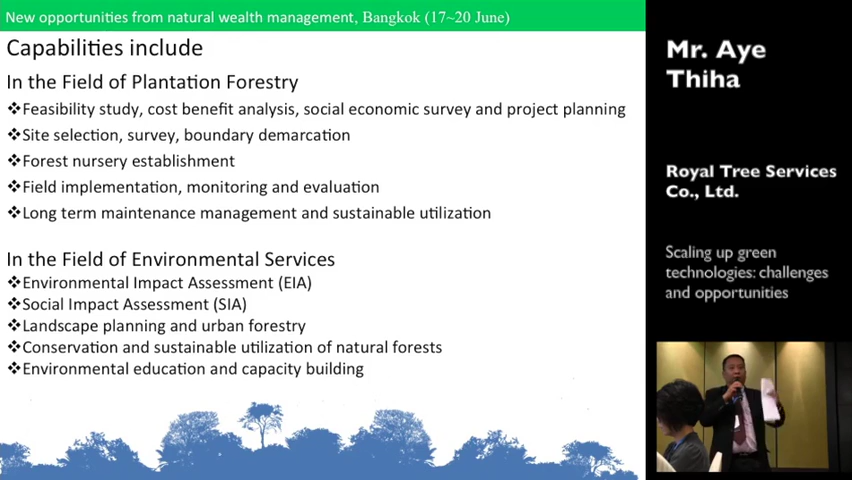 New opportunities from natural wealth management, Bangkok (17~20 June)
Capabilities include
In the Field of Plantation Forestry
❖Feasibility study, cost benefit analysis, social economic survey and project planning
❖Site selection, survey, boundary demarcation
❖Forest nursery establishment
❖Field implementation, monitoring and evaluation
❖Long term maintenance management and sustainable utilization
In the Field of Environmental Services
❖Environmental Impact Assessment (EIA)
❖Social Impact Assessment (SIA)
❖Landscape planning and urban forestry
❖Conservation and sustainable utilization of natural forests
❖Environmental education and capacity building
Mr. Aye
Thiha
Royal Tree Services
Co., Ltd.
Scaling up green
technologies: challenges
and opportunities